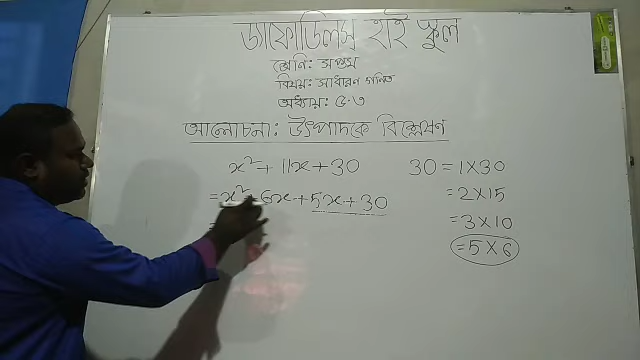 ড্যাফোডিলস হাই স্কুল
শ্রেণি: সপ্তম
বিষয়: সাধারণ গণিত
অধ্যায়: ৫.৩
আলোচনা: উৎপাদকে বিশ্লেষণ
x² + 11x + 30
= x² + 6x + 5x + 30
=
30 = 1 X 30
= 2 X 15
= 3 X 10
= 5 X 6